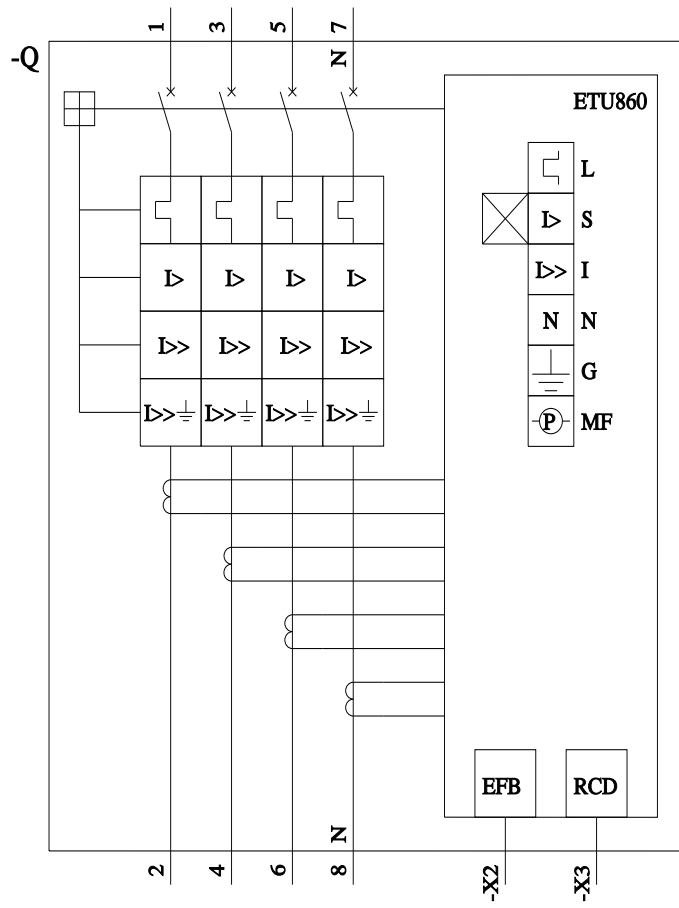 1 3 5 7
N
-Q
ETU860
L
I> I> I> I>
I> S
I>> I
I>> I>> I>> I>>
N N
G
I>> I>> I>> I>>
P MF
EFB RCD
N
2 4 6 8
-X2 -X3